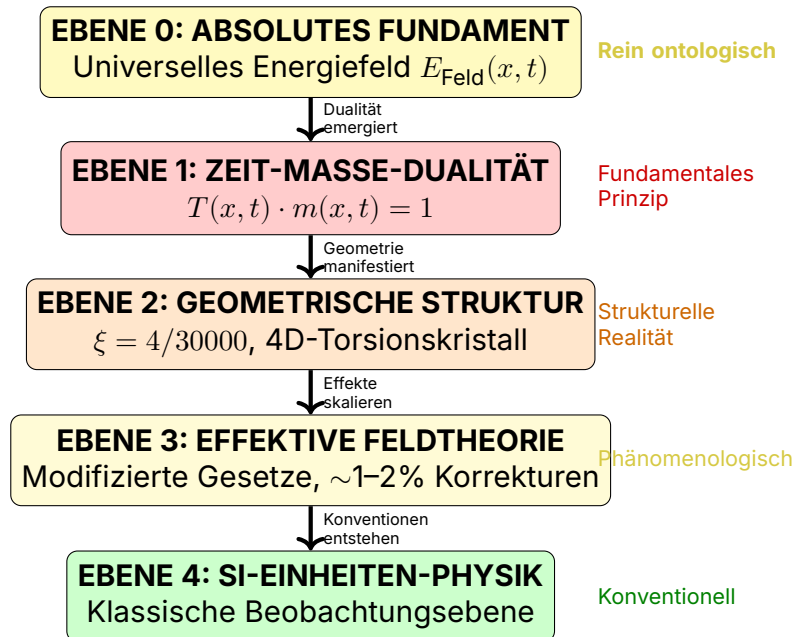 EBENE 0: ABSOLUTES FUNDAMENT
Universelles Energiefeld E_Feld(x, t)
Rein ontologisch
Dualität
emergiert
EBENE 1: ZEIT-MASSE-DUALITÄT
T(x, t) · m(x, t) = 1
Fundamentales
Prinzip
Geometrie
manifestiert
EBENE 2: GEOMETRISCHE STRUKTUR
ξ = 4/30000, 4D-Torsionskristall
Strukturelle
Realität
Effekte
skalieren
EBENE 3: EFFEKTIVE FELDTHEORIE
Modifizierte Gesetze, ~1–2% Korrekturen
Phänomenologisch
Konventionen
entstehen
EBENE 4: SI-EINHEITEN-PHYSIK
Klassische Beobachtungsebene
Konventionell